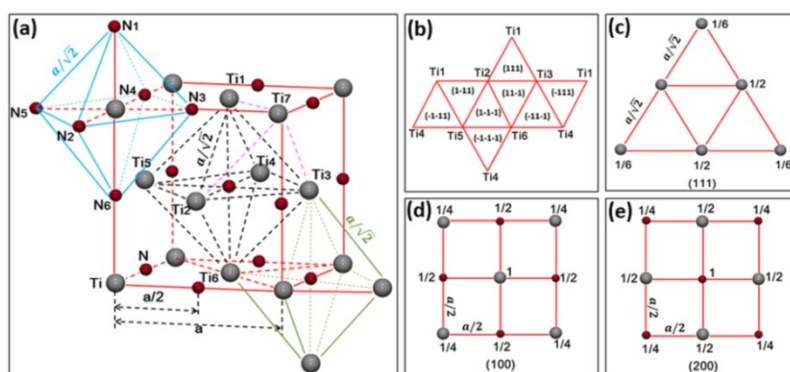 (a)
N1
a/√2
N4
N5
N3
N2
Ti1
Ti7
a/√2
Ti5
Ti4
Ti3
Ti2
N6
a/√2
N
Ti6
Ti
a/2
a
(b)
Ti1
(111)
Ti1
Ti2
Ti3
Ti1
(1-11)
(11-1)
(-111)
(-1-11)
(1-1-1)
(-11-1)
Ti4
Ti5
Ti6
Ti4
(-1-1-1)
Ti4
(c)
1/6
a/√2
1/2
a/√2
1/6
1/2
1/6
(111)
(d)
1/4
1/2
1/4
1/2
1
1/2
a/2
a/2
1/4
1/2
1/4
(100)
(e)
1/4
1/2
1/4
1/2
1
1/2
a/2
a/2
1/4
1/2
1/4
(200)